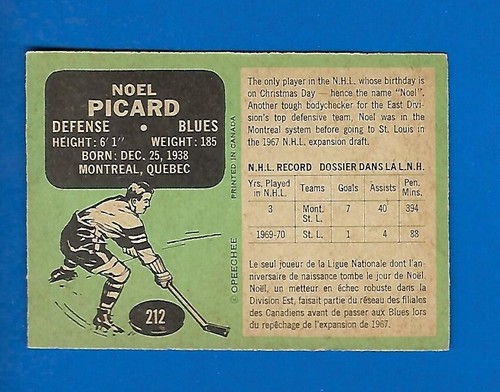 NOEL
PICARD
DEFENSE • BLUES
HEIGHT: 6' 1" WEIGHT: 185
BORN: DEC. 25, 1938
MONTREAL, QUEBEC
PRINTED IN CANADA
© OPEECHEE
212
The only player in the N.H.L. whose birthday is
on Christmas Day — hence the name "Noel".
Another tough bodychecker for the East Divi-
sion's top defensive team, Noel was in the
Montreal system before going to St. Louis in
the 1967 N.H.L. expansion draft.
N.H.L. RECORD DOSSIER DANS LA L.N.H.
Yrs. Played in N.H.L. Teams Goals Assists Pen. Mins.
3 Mont. St. L. 7 40 394
1969-70 St. L. 1 4 88
Le seul joueur de la Ligue Nationale dont l'anni-
versaire de naissance tombe le jour de Noël.
Noël, un metteur en échec robuste dans la
Division Est, faisait partie du réseau des filiales
des Canadiens avant de passer aux Blues lors
du repêchage de l'expansion de 1967.